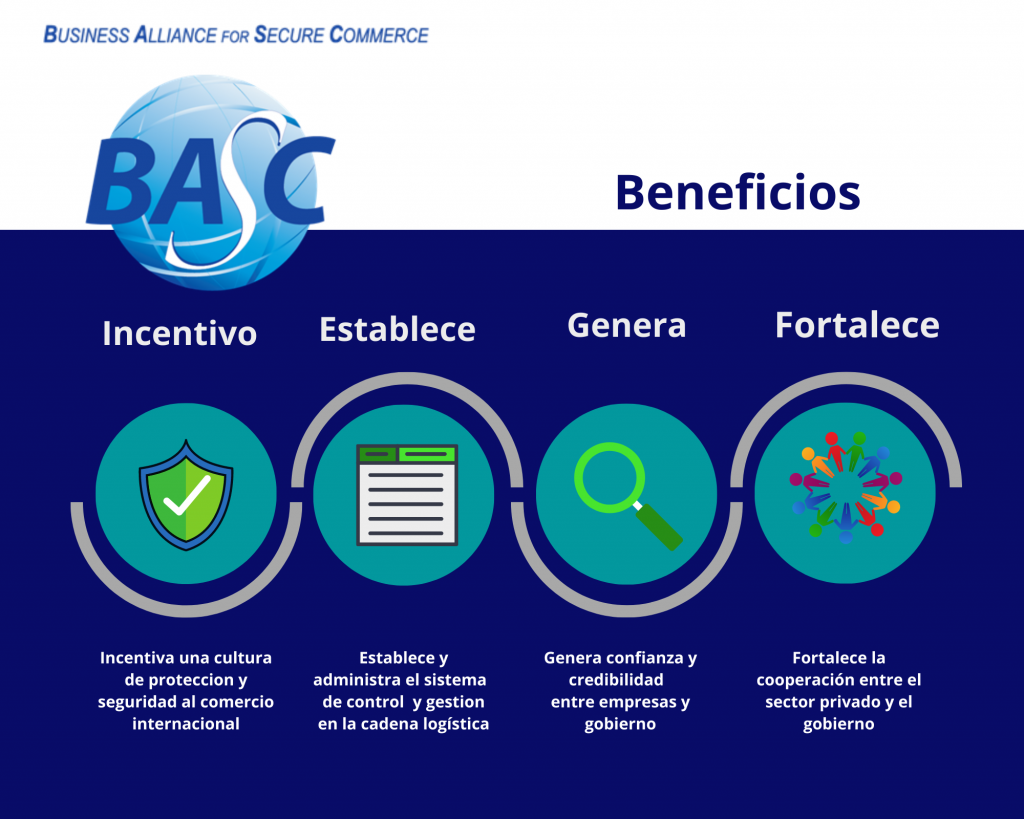 BUSINESS ALLIANCE FOR SECURE COMMERCE
BASC
Beneficios
Incentivo
Establece
Genera
Fortalece
Incentiva una cultura
de proteccion y
seguridad al comercio
internacional
Establece y
administra el sistema
de control y gestion
en la cadena logística
Genera confianza y
credibilidad
entre empresas y
gobierno
Fortalece la
cooperación entre el
sector privado y el
gobierno